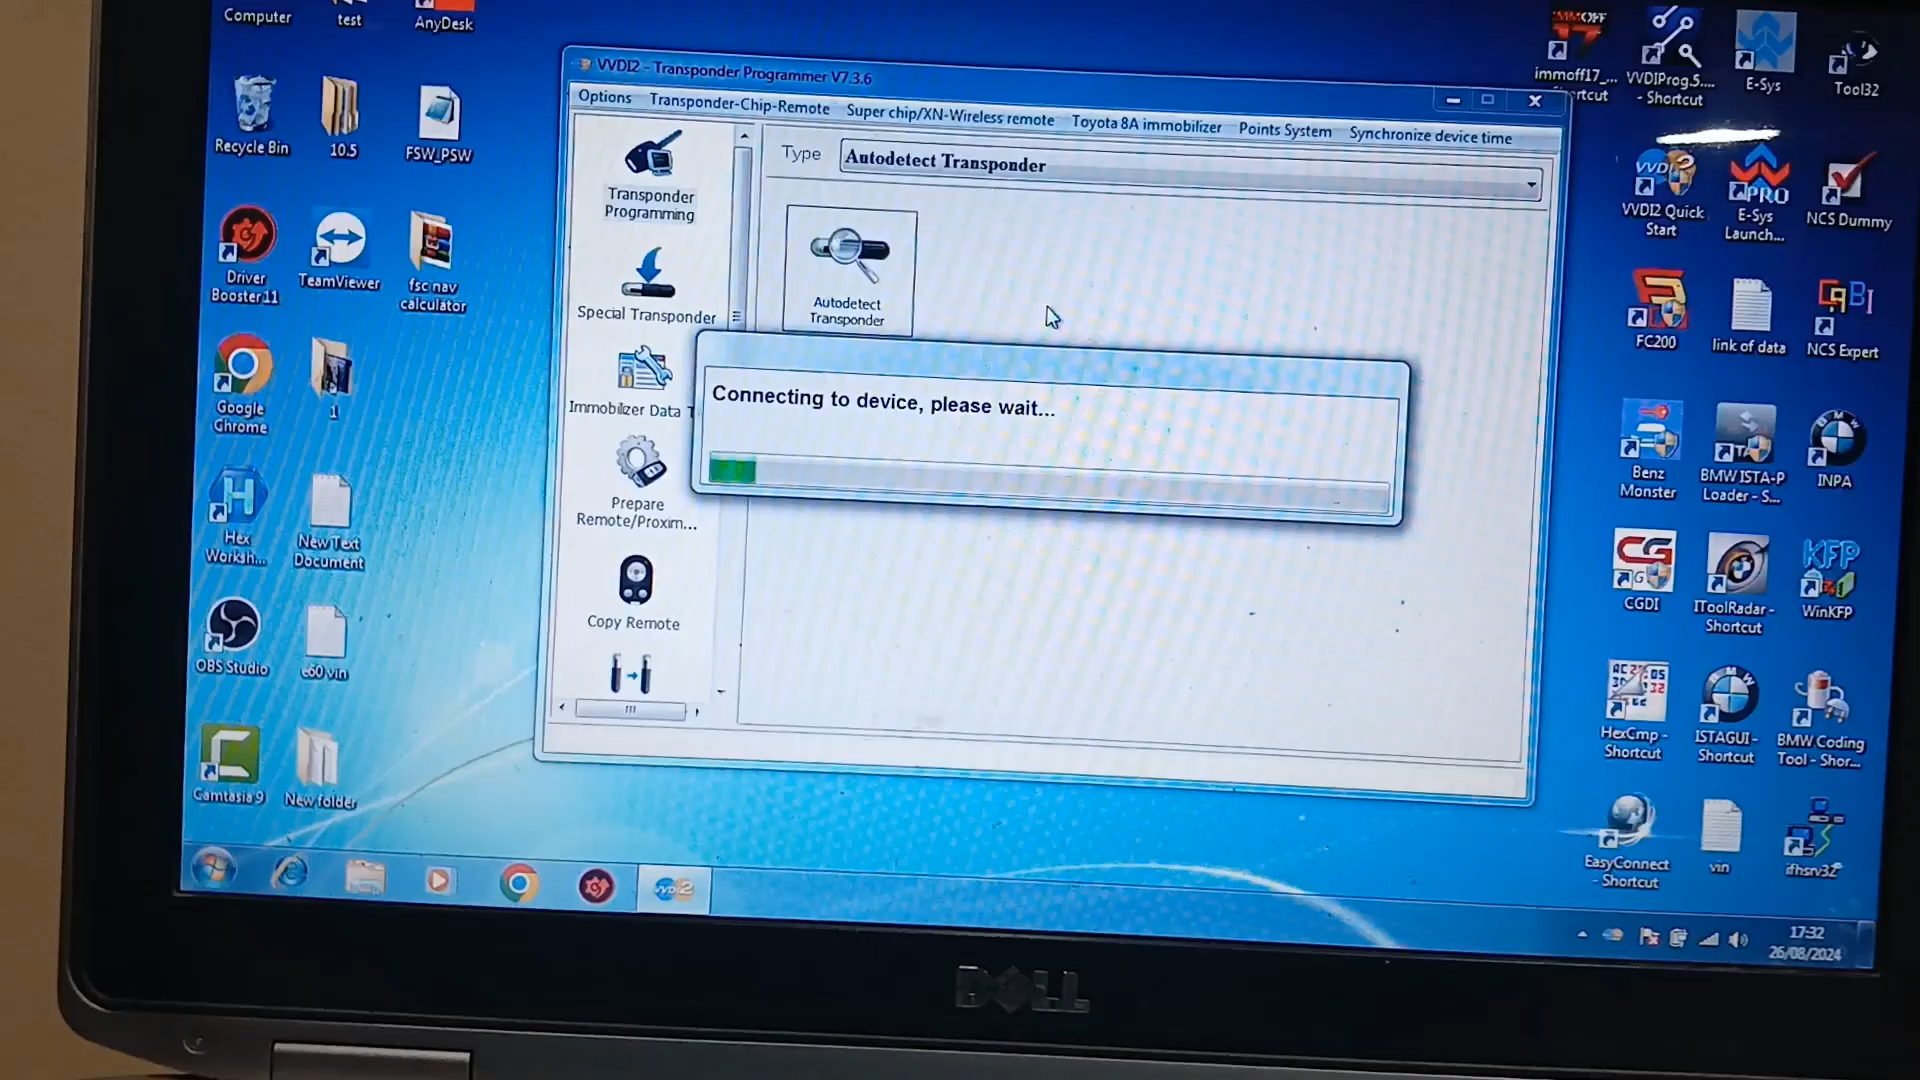 Computer
test
AnyDesk
Recycle Bin
10.5
FSW_PSW
Driver
Booster 11
TeamViewer
fsc nav
calculator
Google
Chrome
1
Hex
Worksh...
New Text
Document
OBS Studio
e60 vin
Camtasia 9
New folder
VVDI2 - Transponder Programmer V7.3.6
Options
Transponder-Chip-Remote
Super chip/XN-Wireless remote
Toyota 8A immobilizer
Points System
Synchronize device time
Transponder
Programming
Special Transponder
Immobilizer Data T
Prepare
Remote/Proxim...
Copy Remote
Type
Autodetect Transponder
Autodetect
Transponder
Connecting to device, please wait...
immoff17_...
VVDIProg.5....
- Shortcut
E-Sys
Tool32
VVDI2 Quick
Start
PRO
E-Sys
Launch...
NCS Dummy
FC200
link of data
NCS Expert
Benz
Monster
BMW ISTA-P
Loader - S...
INPA
CG
CGDI
IToolRadar -
Shortcut
KFP
WinKFP
HexCmp -
Shortcut
ISTAGUI -
Shortcut
BMW Coding
Tool - Shor...
EasyConnect
- Shortcut
vin
ifhsrv32
17:32
26/08/2024
DELL